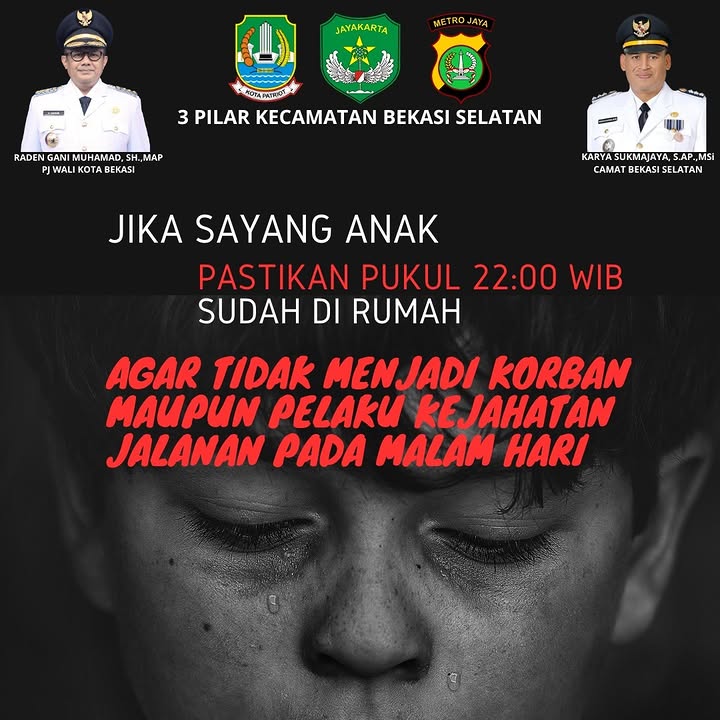 KOTA PATRIOT
JAYAKARTA
METRO JAYA
3 PILAR KECAMATAN BEKASI SELATAN
RADEN GANI MUHAMAD, SH.,MAP
PJ WALI KOTA BEKASI
KARYA SUKMAJAYA, S.AP.,MSi
CAMAT BEKASI SELATAN
JIKA SAYANG ANAK
PASTIKAN PUKUL 22:00 WIB
SUDAH DI RUMAH
AGAR TIDAK MENJADI KORBAN
MAUPUN PELAKU KEJAHATAN
JALANAN PADA MALAM HARI